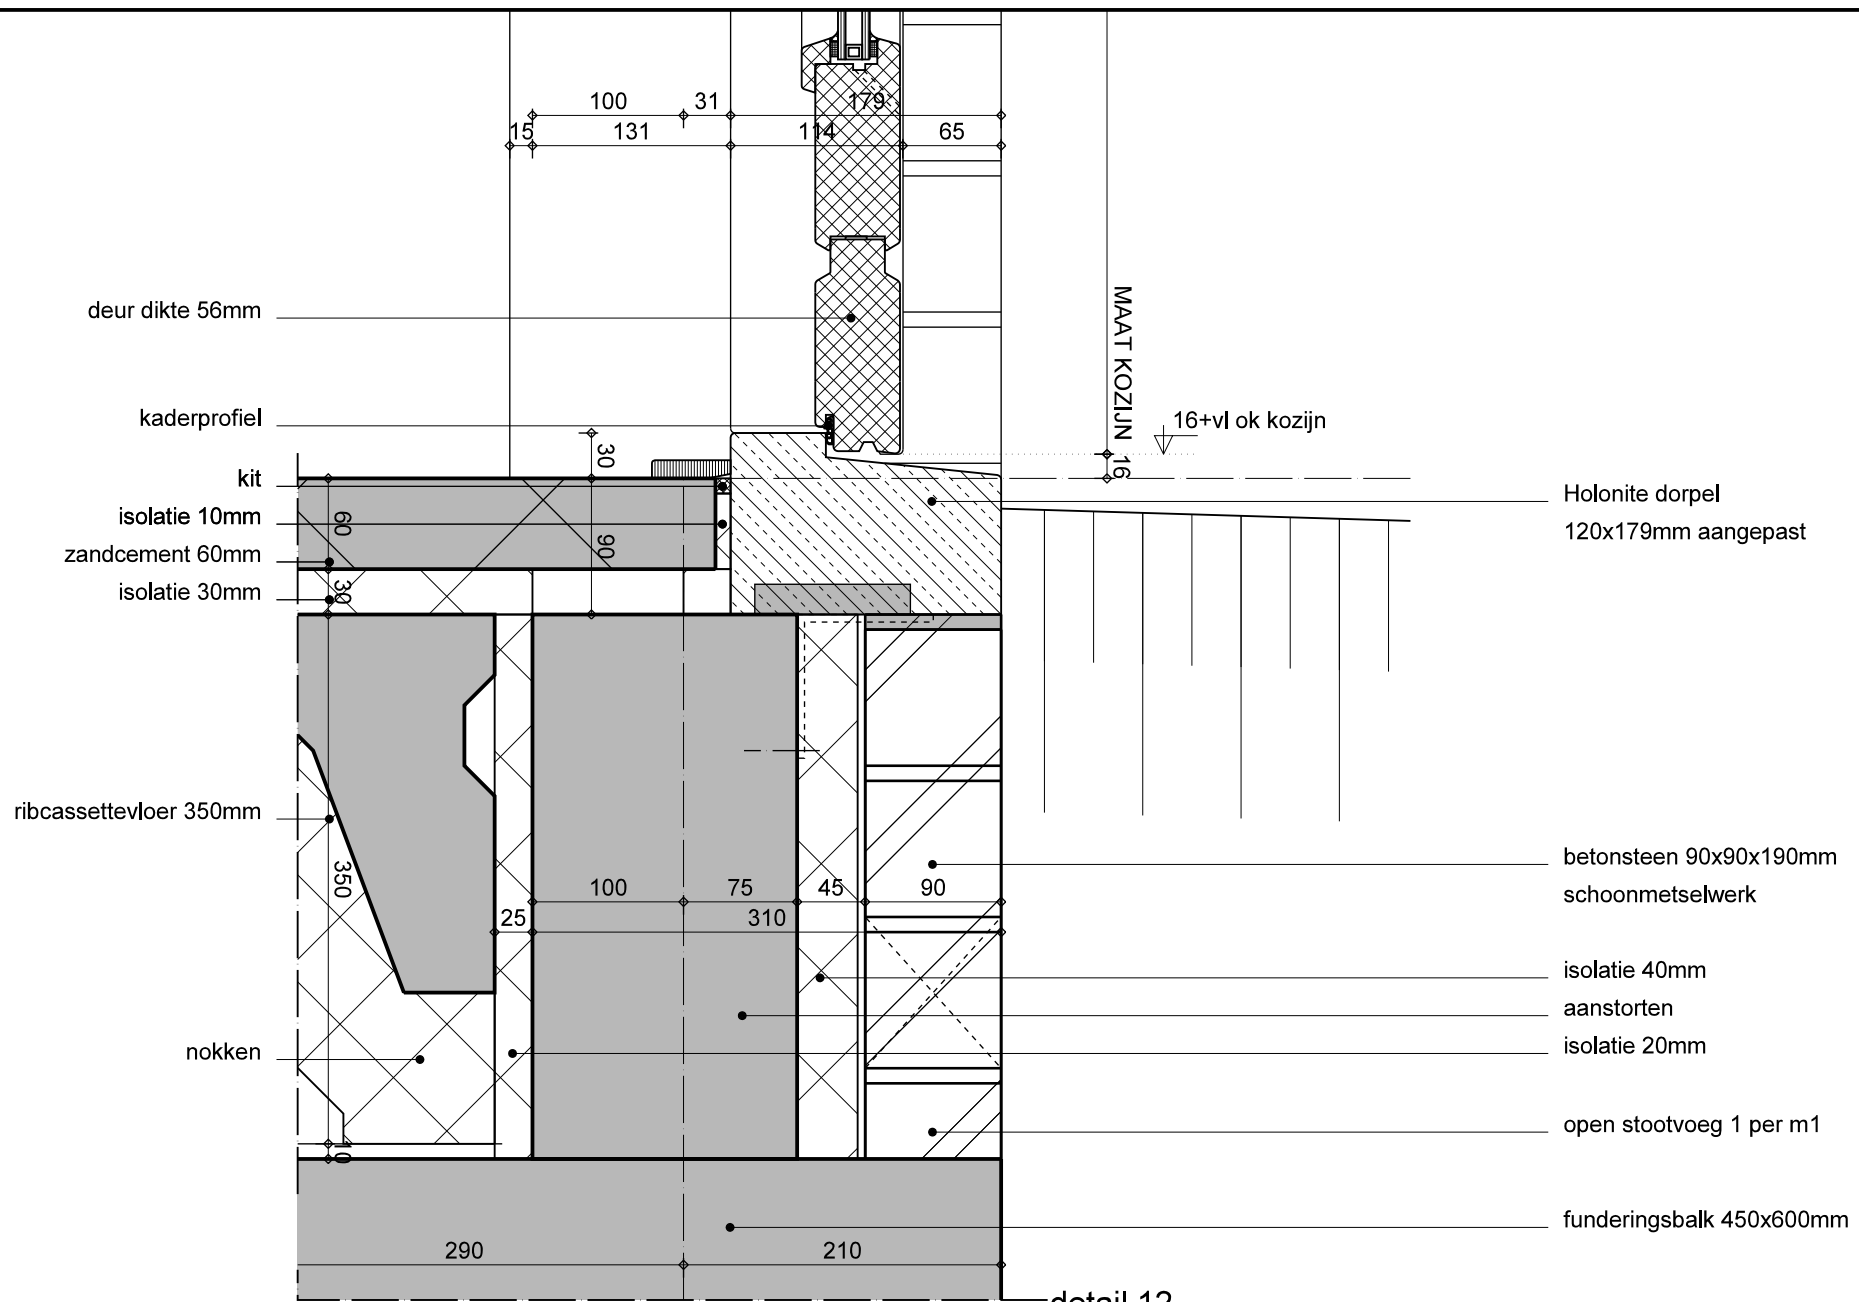 100
31
179
15
131
114
65
deur dikte 56mm
MAAT KOZIJN
16
kaderprofiel
16+vl ok kozijn
30
kit
isolatie 10mm
60
90
zandcement 60mm
isolatie 30mm
30
Holonite dorpel
120x179mm aangepast
ribcassettevloer 350mm
350
betonsteen 90x90x190mm
schoonmetselwerk
100
75
45
90
25
310
isolatie 40mm
aanstorten
isolatie 20mm
nokken
open stootvoeg 1 per m1
10
funderingsbalk 450x600mm
290
210
detail 12